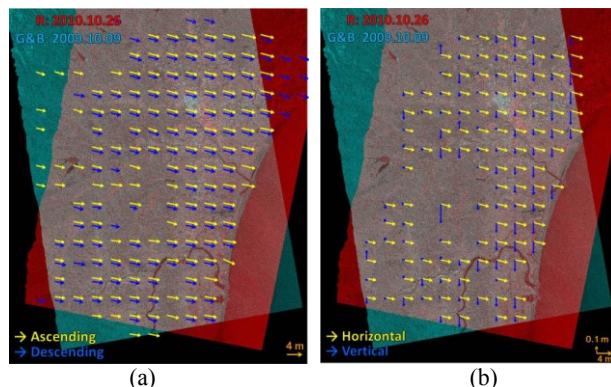 R: 2010.10.26
G&B: 2009.10.09
→ Ascending
→ Descending
4 m
(a)
R: 2010.10.26
G&B: 2009.10.09
→ Horizontal
→ Vertical
0.1 m
4 m
(b)